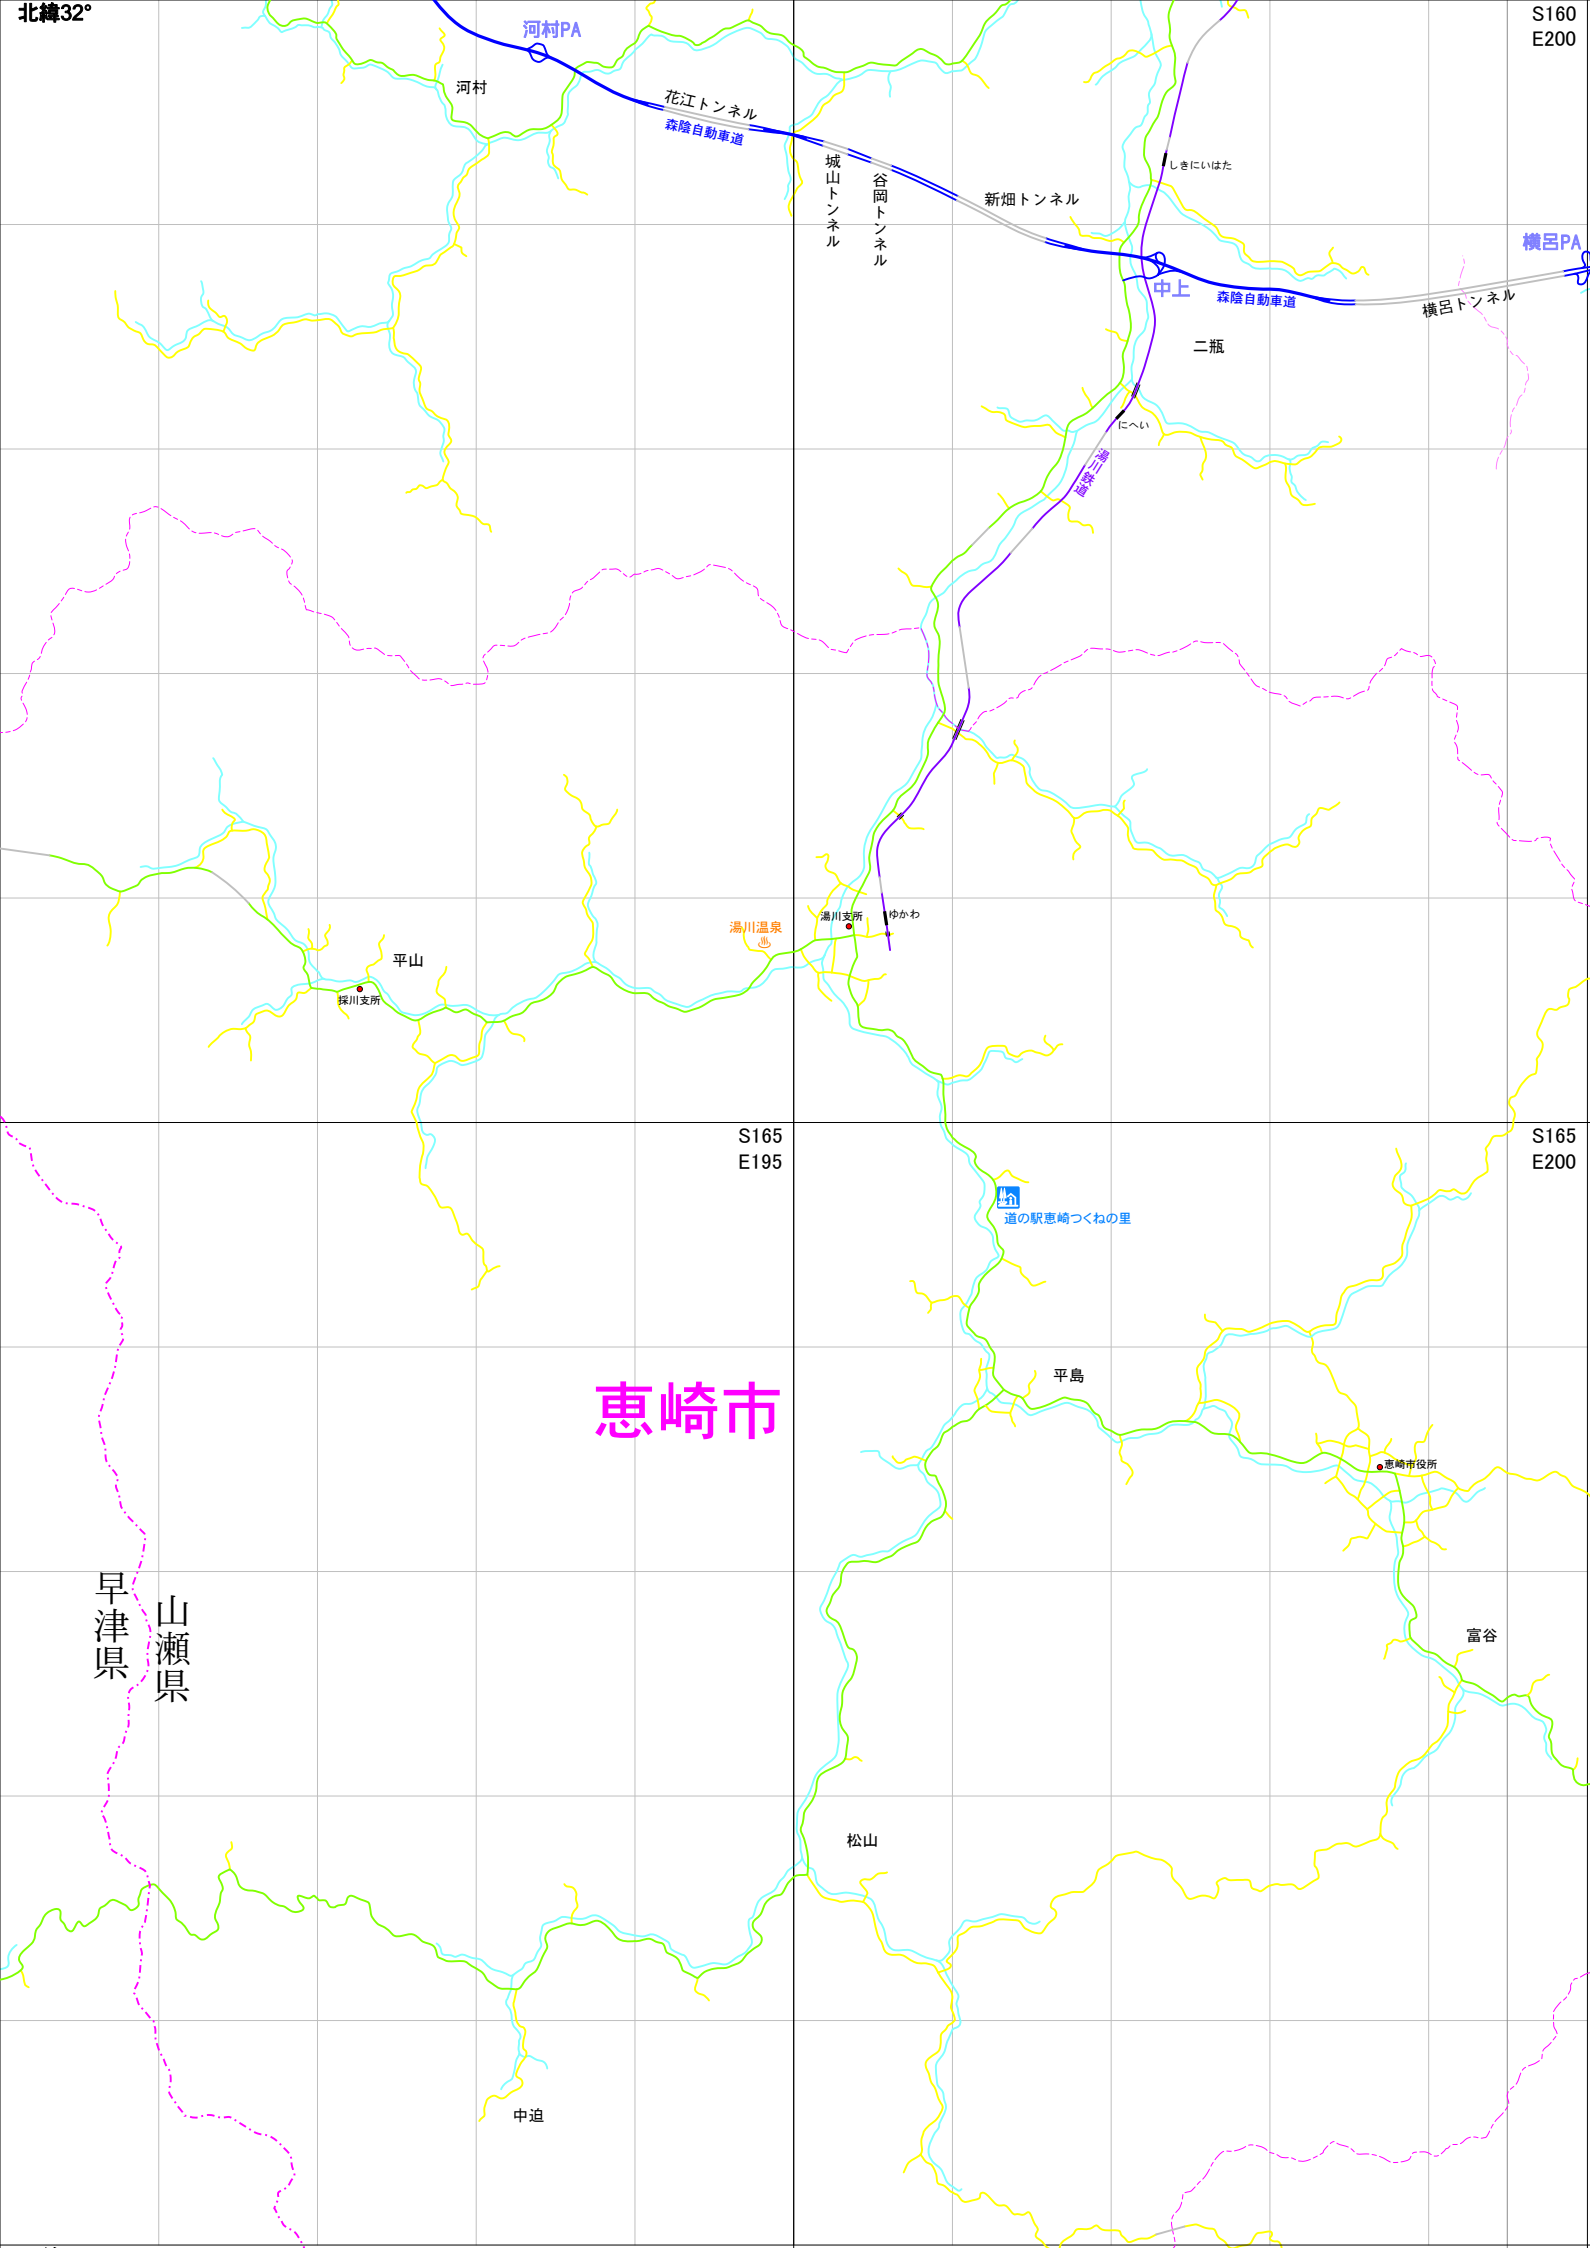 北緯32°
S160
E200
河村PA
河村
花江トンネル
森陰自動車道
城山トンネル
谷岡トンネル
しきにいはた
新畑トンネル
横呂PA
中上
森陰自動車道
横呂トンネル
二瓶
にへい
湯川鉄道
湯川温泉
湯川支所
ゆかわ
平山
採川支所
S165
E195
S165
E200
道の駅恵崎つくねの里
平島
恵崎市
恵崎市役所
早津県
山瀬県
富谷
松山
中迫